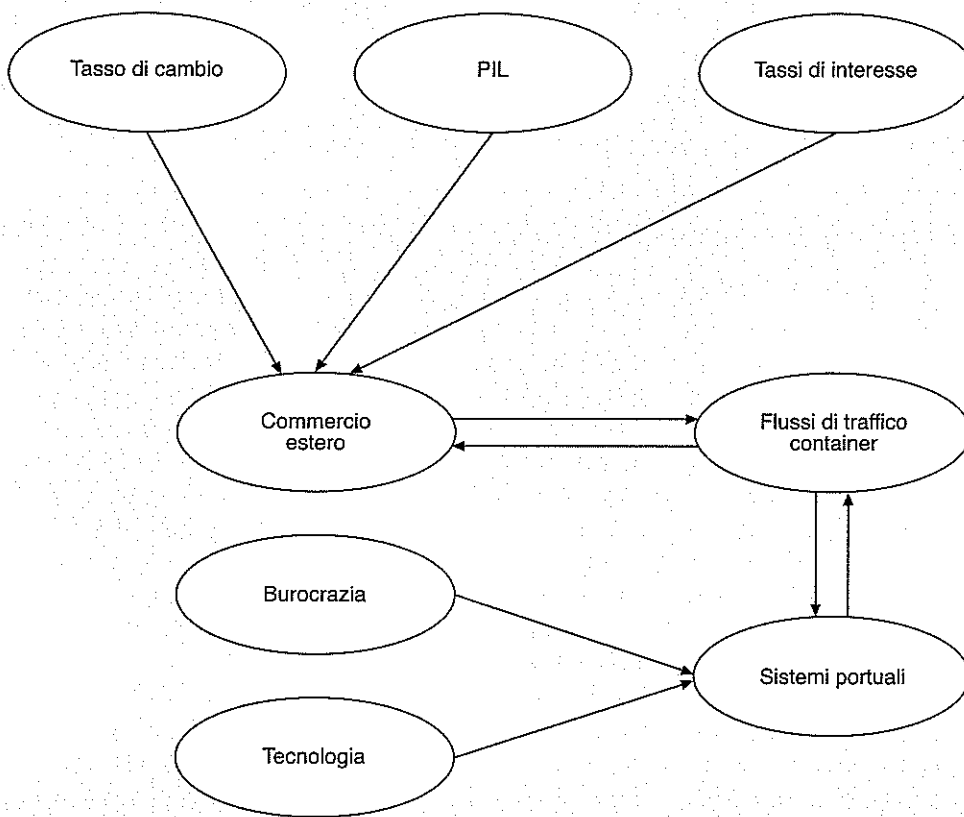 Tasso di cambio
PIL
Tassi di interesse
Commercio
estero
Flussi di traffico
container
Burocrazia
Sistemi portuali
Tecnologia